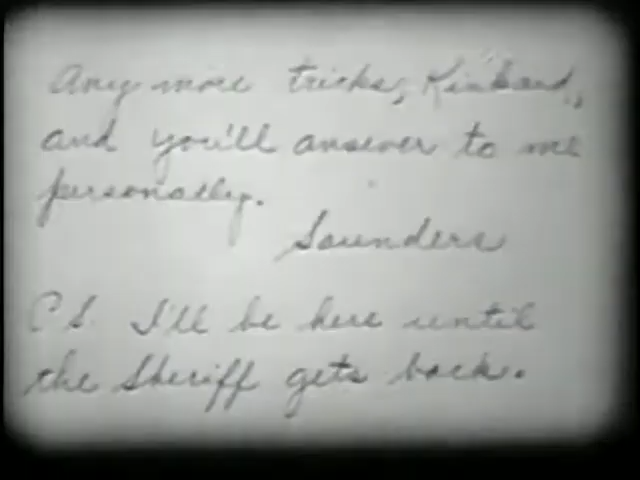 Any more tricks, Kinkaid,
and you'll answer to me
personally.
Saunders
P.S. I'll be here until
the Sheriff gets back.